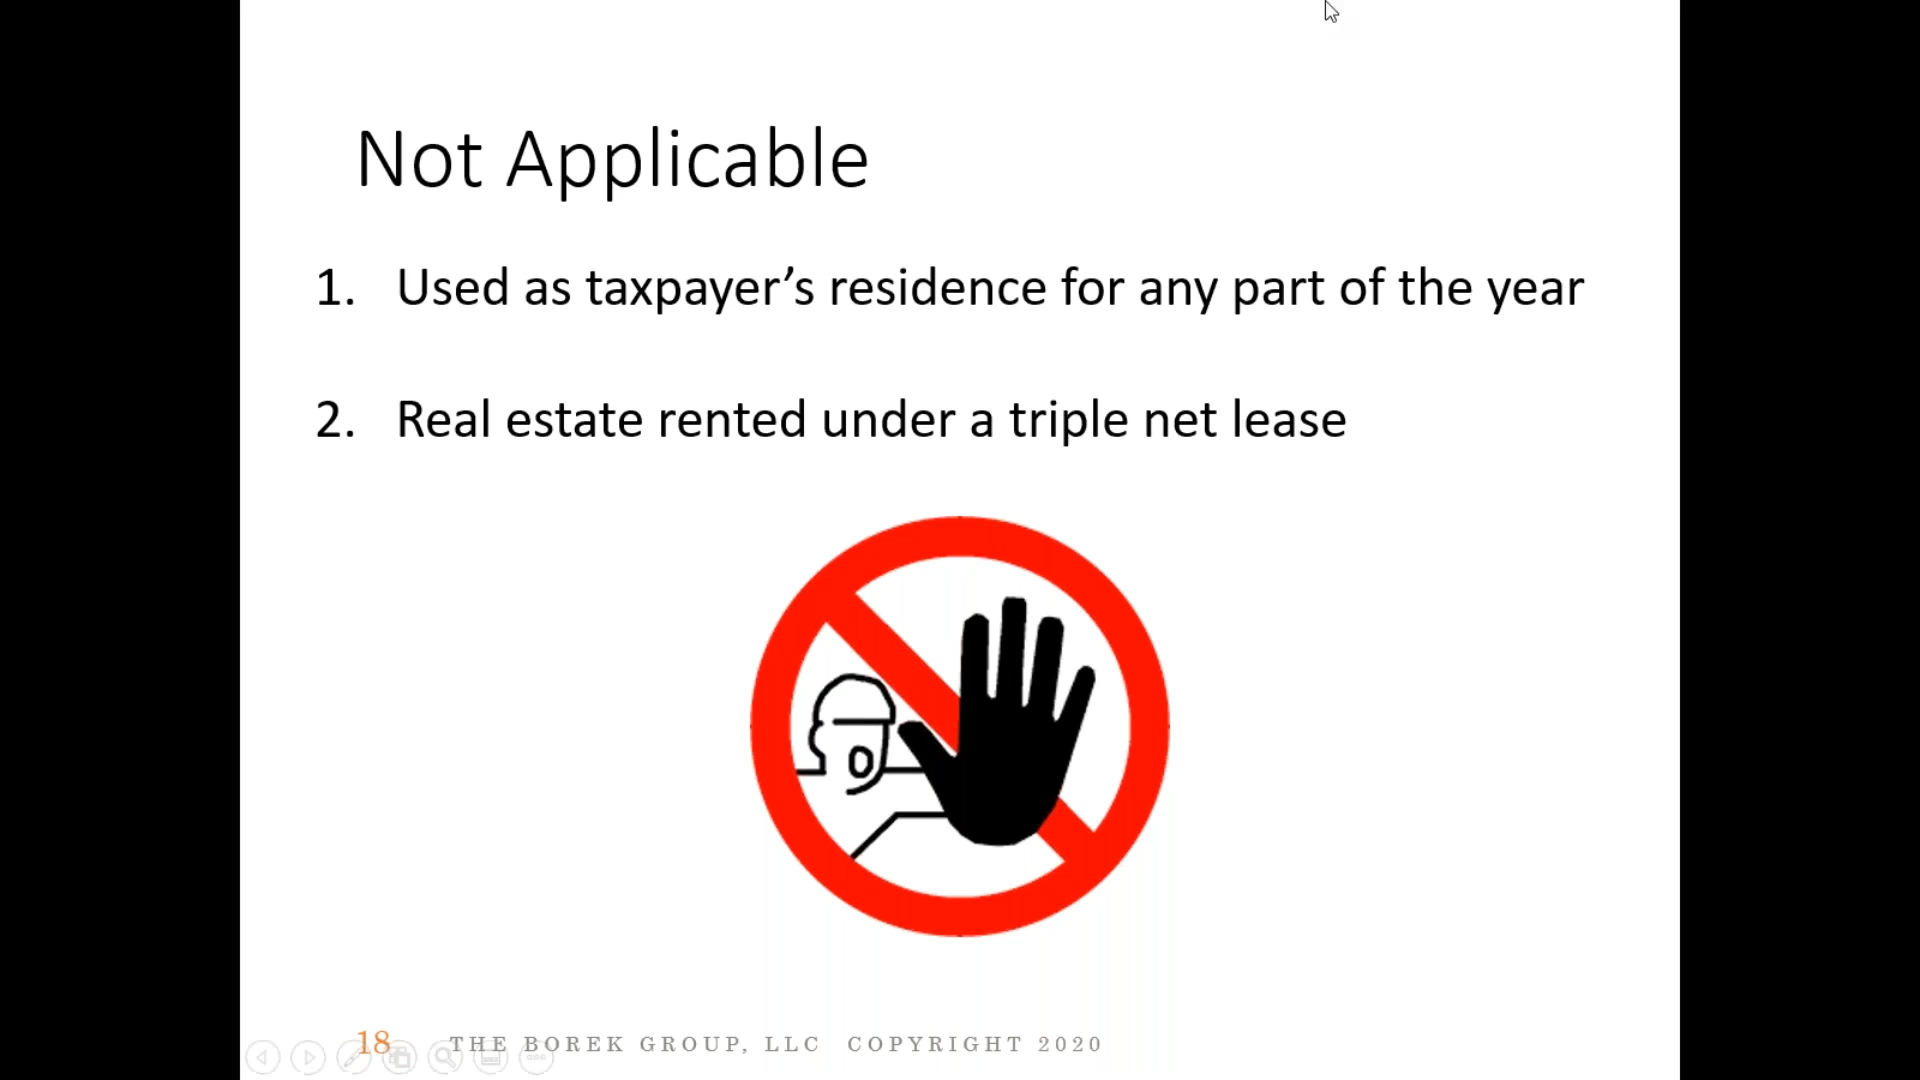 Not Applicable
1. Used as taxpayer’s residence for any part of the year
2. Real estate rented under a triple net lease
18 THE BOREK GROUP, LLC COPYRIGHT 2020